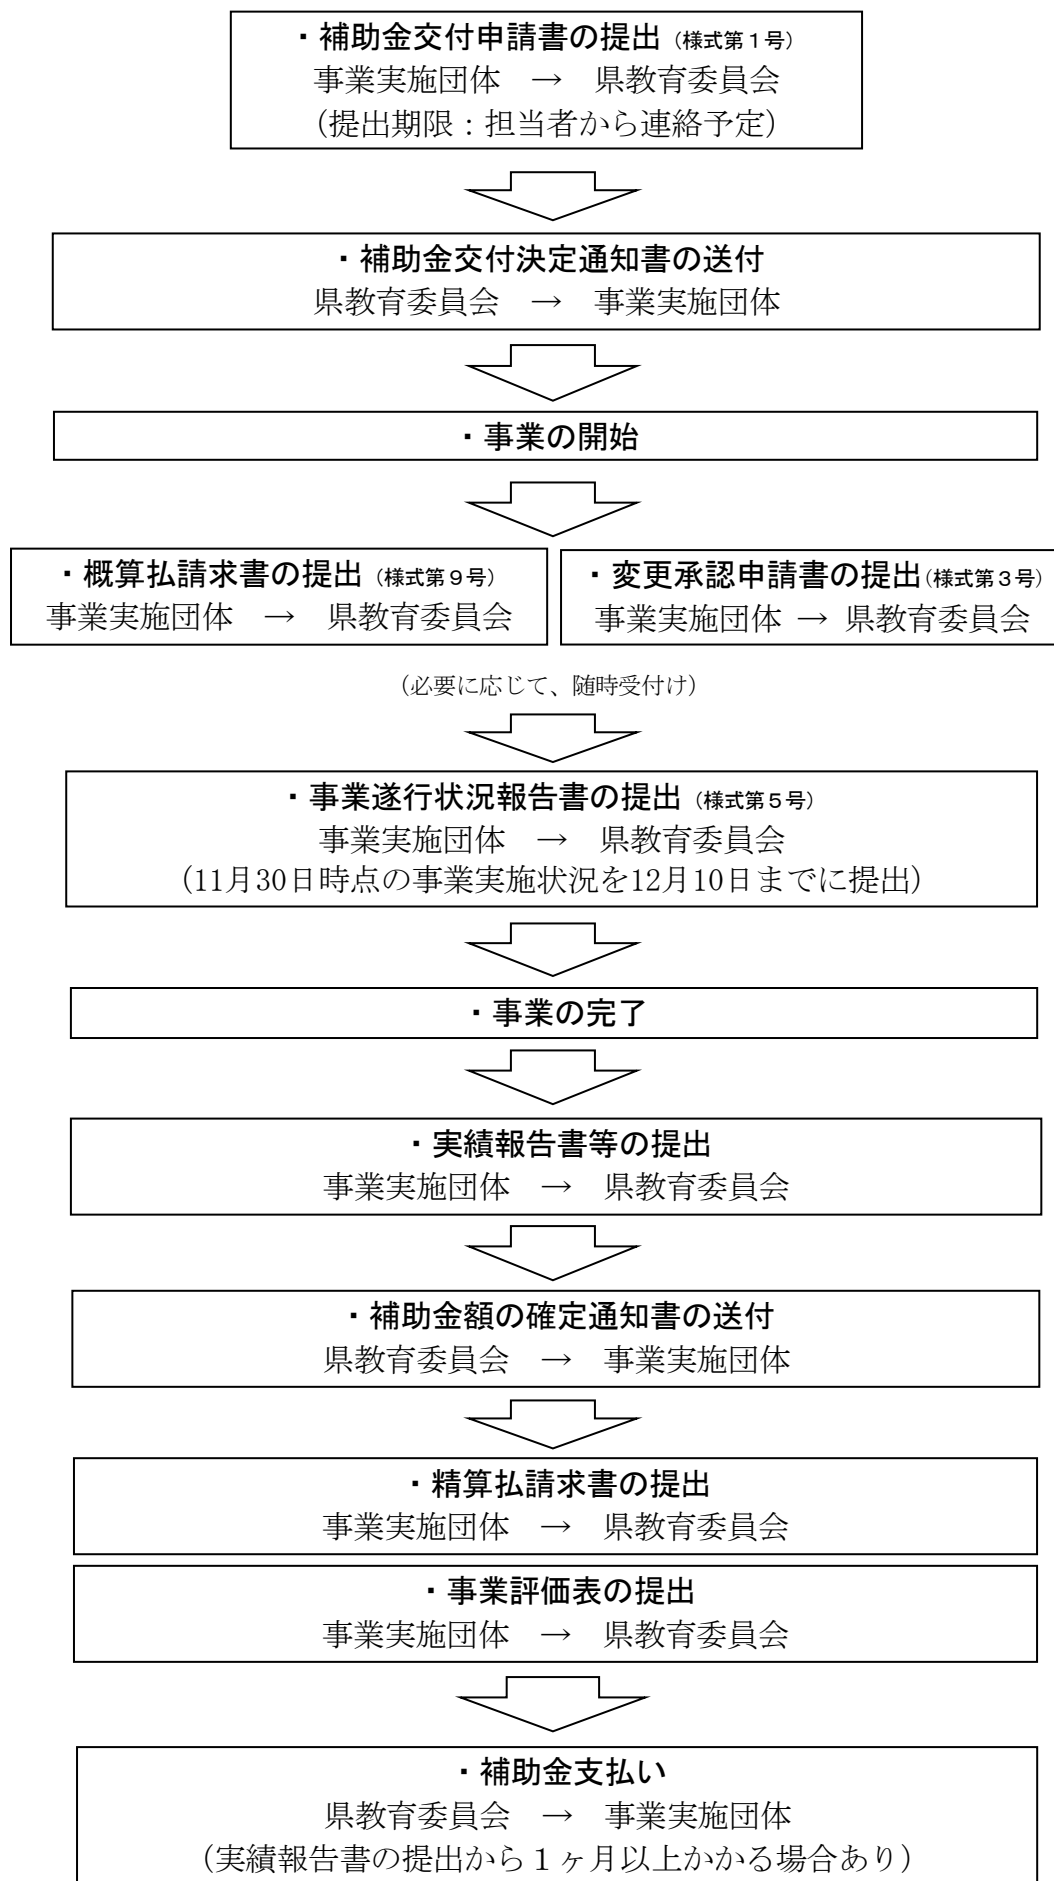 ・補助金交付申請書の提出（様式第１号）
事業実施団体　→　県教育委員会
（提出期限：担当者から連絡予定）
・補助金交付決定通知書の送付
県教育委員会　→　事業実施団体
・事業の開始
・概算払請求書の提出（様式第９号）
事業実施団体　→　県教育委員会
・変更承認申請書の提出（様式第３号）
事業実施団体 → 県教育委員会
（必要に応じて、随時受付け）
・事業遂行状況報告書の提出（様式第５号）
事業実施団体　→　県教育委員会
（11月30日時点の事業実施状況を12月10日までに提出）
・事業の完了
・実績報告書等の提出
事業実施団体　→　県教育委員会
・補助金額の確定通知書の送付
県教育委員会　→　事業実施団体
・精算払請求書の提出
事業実施団体　→　県教育委員会
・事業評価表の提出
事業実施団体　→　県教育委員会
・補助金支払い
県教育委員会　→　事業実施団体
（実績報告書の提出から１ヶ月以上かかる場合あり）